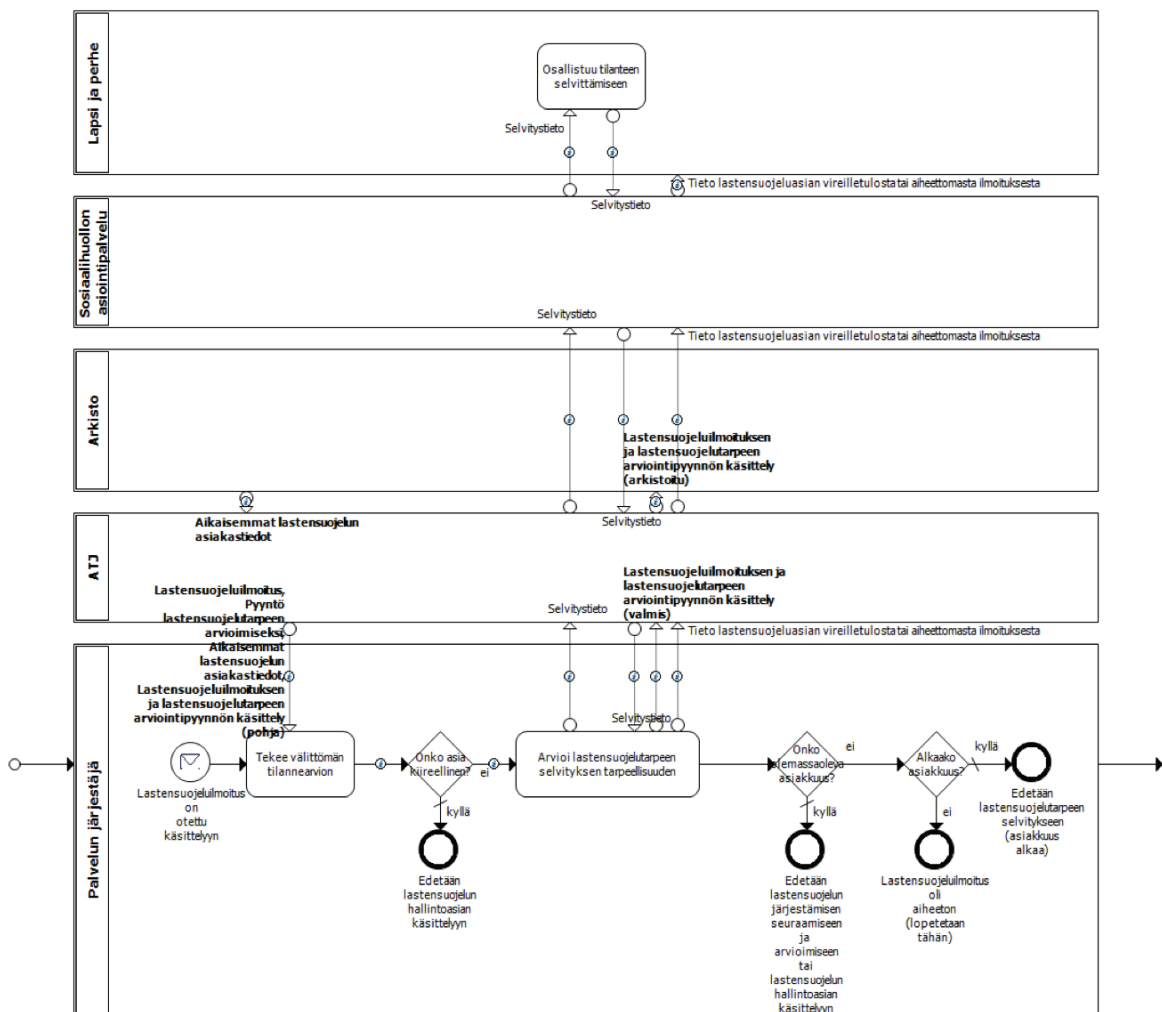 Lapsi ja perhe
Osallistuu tilanteen
selvittämiseen
Selvitystieto
Tieto lastensuojeluasian vireilletulosta tai aiheettomasta ilmoituksesta
Sosiaalihuollon
asiointipalvelu
Selvitystieto
Selvitystieto
Tieto lastensuojeluasian vireilletulosta tai aiheettomasta ilmoituksesta
Arkisto
Lastensuojeluilmoituksen
ja lastensuojelutarpeen
arviointipyynnön käsittely
(arkistoitu)
ATJ
Aikaisemmat lastensuojelun
asiakastiedot
Selvitystieto
Lastensuojeluilmoituksen ja
lastensuojelutarpeen
arviointipyynnön käsittely
(valmis)
Selvitystieto
Tieto lastensuojeluasian vireilletulosta tai aiheettomasta ilmoituksesta
Lastensuojeluilmoitus,
Pyyntö
lastensuojelutarpeen
arvioimiseksi,
Aikaisemmat
lastensuojelun
asiakastiedot,
Lastensuojeluilmoituksen
ja lastensuojelutarpeen
arviointipyynnön käsittely
(pohja)
Palvelun järjestäjä
Lastensuojeluilmoitus
on
otettu
käsittelyyn
Tekee välittömän
tilannearvion
Onko asia
kiireellinen?
ei
kyllä
Edetään
lastensuojelun
hallintoasian
käsittelyyn
Selvitystieto
Arvioi lastensuojelutarpeen
selvityksen tarpeellisuuden
Onko
olemassaoleva
asiakkuus?
ei
kyllä
Edetään
lastensuojelun
järjestämisen
seuraamiseen
ja
arvioimiseen
tai
lastensuojelun
hallintoasian
käsittelyyn
Alkaako
asiakkuus?
kyllä
ei
Lastensuojeluilmoitus
oli
aiheeton
(lopetetaan
tähän)
Edetään
lastensuojelutarpeen
selvitykseen
(asiakkuus
alkaa)